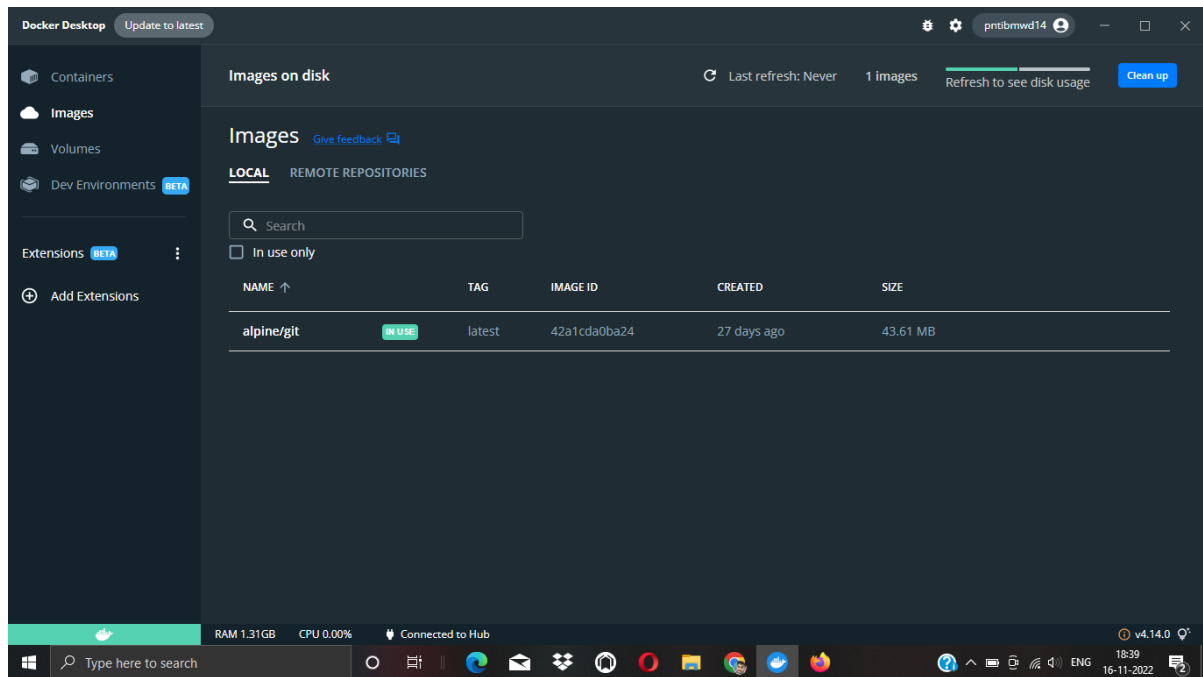 Docker Desktop Update to latest pntibmwd14
Containers
Images
Volumes
Dev Environments BETA
Extensions BETA
Add Extensions
Images on disk Last refresh: Never 1 images Refresh to see disk usage Clean up
Images Give feedback
LOCAL REMOTE REPOSITORIES
Search
In use only
NAME TAG IMAGE ID CREATED SIZE
alpine/git IN USE latest 42a1cda0ba24 27 days ago 43.61 MB
RAM 1.31GB CPU 0.00% Connected to Hub v4.14.0
Type here to search ENG 18:39
16-11-2022 2